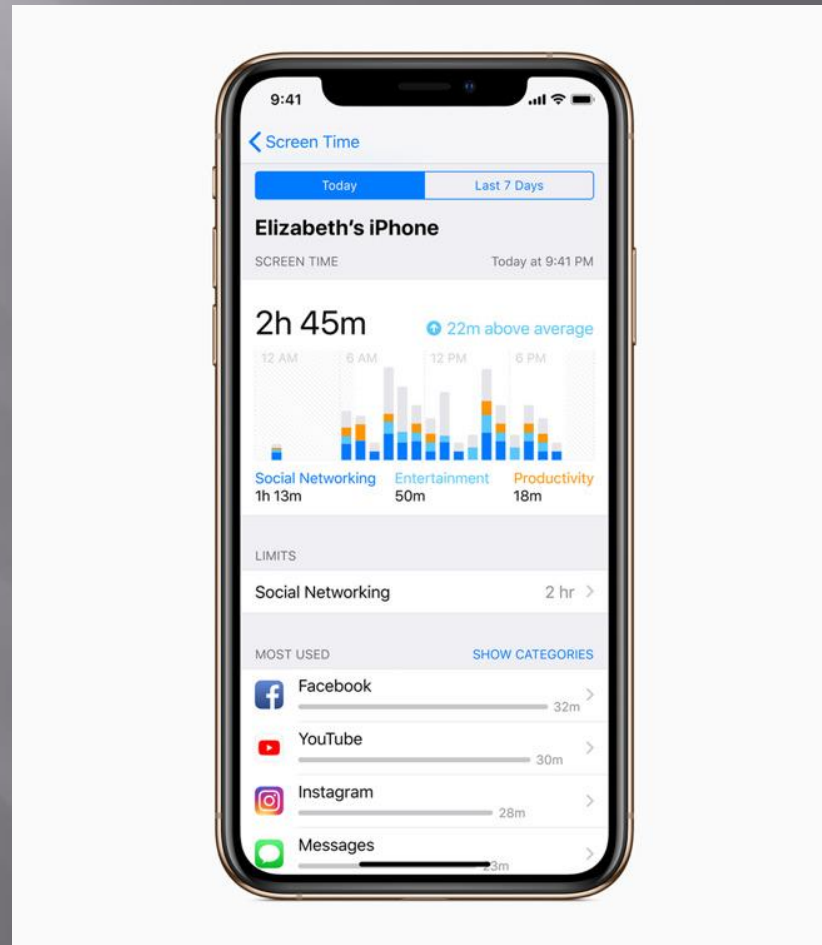 9:41
Screen Time
Today Last 7 Days
Elizabeth's iPhone
SCREEN TIME Today at 9:41 PM
2h 45m 22m above average
12 AM 6 AM 12 PM 6 PM
Social Networking Entertainment Productivity
1h 13m 50m 18m
LIMITS
Social Networking 2 hr
MOST USED SHOW CATEGORIES
Facebook
32m
YouTube
30m
Instagram
28m
Messages
23m